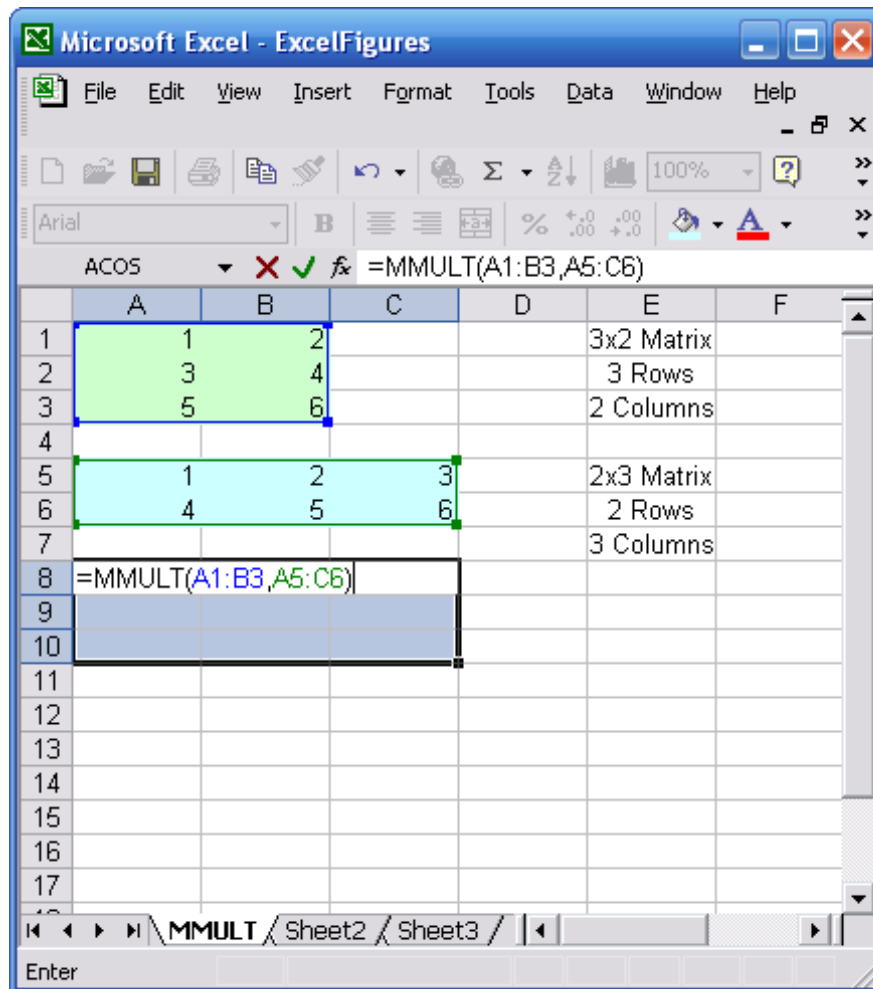 Microsoft Excel - ExcelFigures
File Edit View Insert Format Tools Data Window Help
Σ A Z 100% ?
Arial B % .00 .00
ACOS fx =MMULT(A1:B3,A5:C6)
A B C D E F
1 1 2 3x2 Matrix
2 3 4 3 Rows
3 5 6 2 Columns
4
5 1 2 3 2x3 Matrix
6 4 5 6 2 Rows
7 3 Columns
8 =MMULT(A1:B3,A5:C6)
9
10
11
12
13
14
15
16
17
MMULT Sheet2 Sheet3
Enter